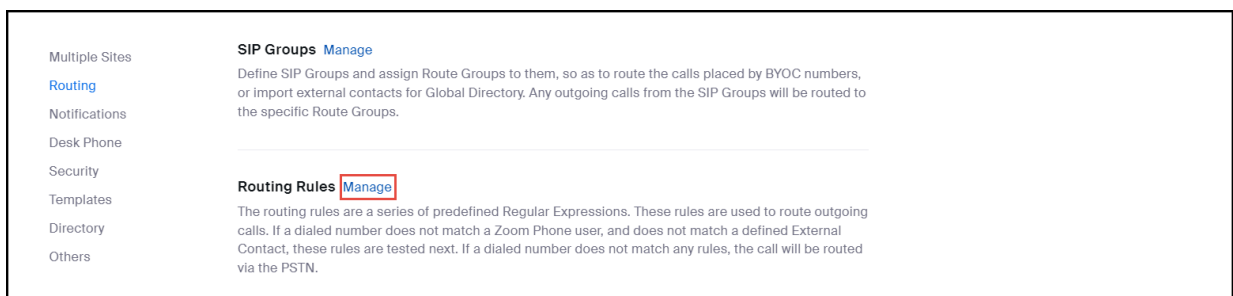 Multiple Sites
Routing
Notifications
Desk Phone
Security
Templates
Directory
Others
SIP Groups Manage
Define SIP Groups and assign Route Groups to them, so as to route the calls placed by BYOC numbers,
or import external contacts for Global Directory. Any outgoing calls from the SIP Groups will be routed to
the specific Route Groups.
Routing Rules Manage
The routing rules are a series of predefined Regular Expressions. These rules are used to route outgoing
calls. If a dialed number does not match a Zoom Phone user, and does not match a defined External
Contact, these rules are tested next. If a dialed number does not match any rules, the call will be routed
via the PSTN.